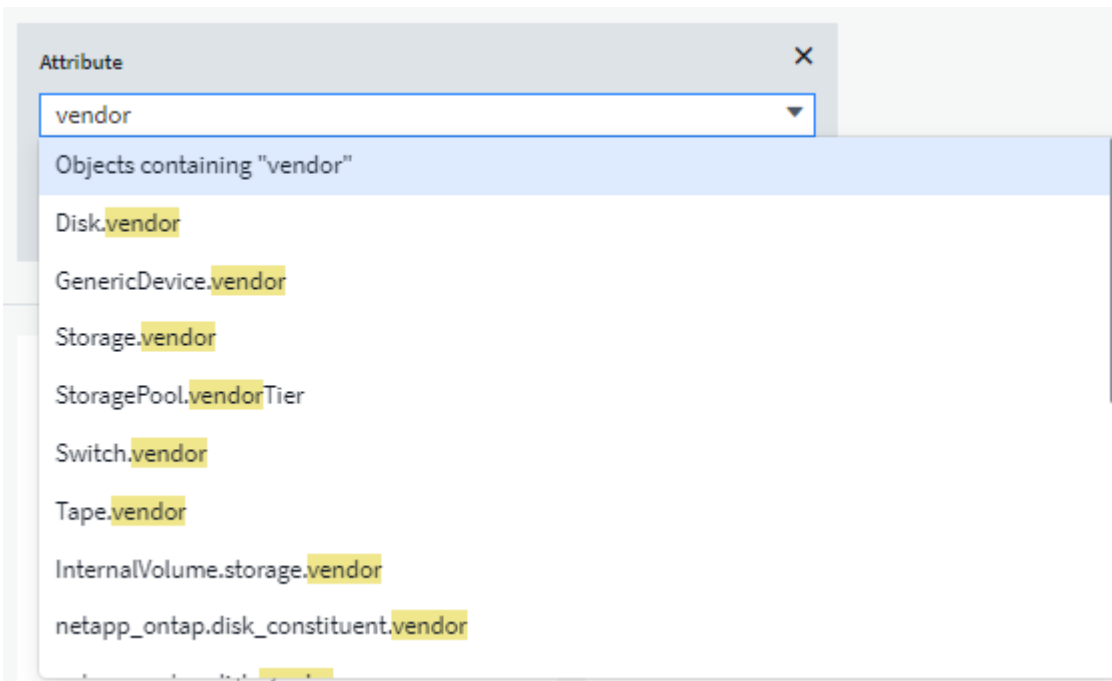 Attribute
vendor
Objects containing "vendor"
Disk.vendor
GenericDevice.vendor
Storage.vendor
StoragePool.vendorTier
Switch.vendor
Tape.vendor
InternalVolume.storage.vendor
netapp_ontap.disk_constituent.vendor